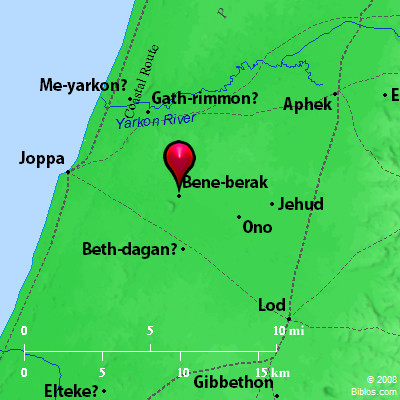 P
Me-yarkon?
Coastal Route
Gath-rimmon?
Aphek
E
Yarkon River
Joppa
Bene-berak
Jehud
Ono
Beth-dagan?
Lod
0 5 10 mi
0 5 10 15 km
Elteke?
Gibbethon
© 2008
Biblos.com